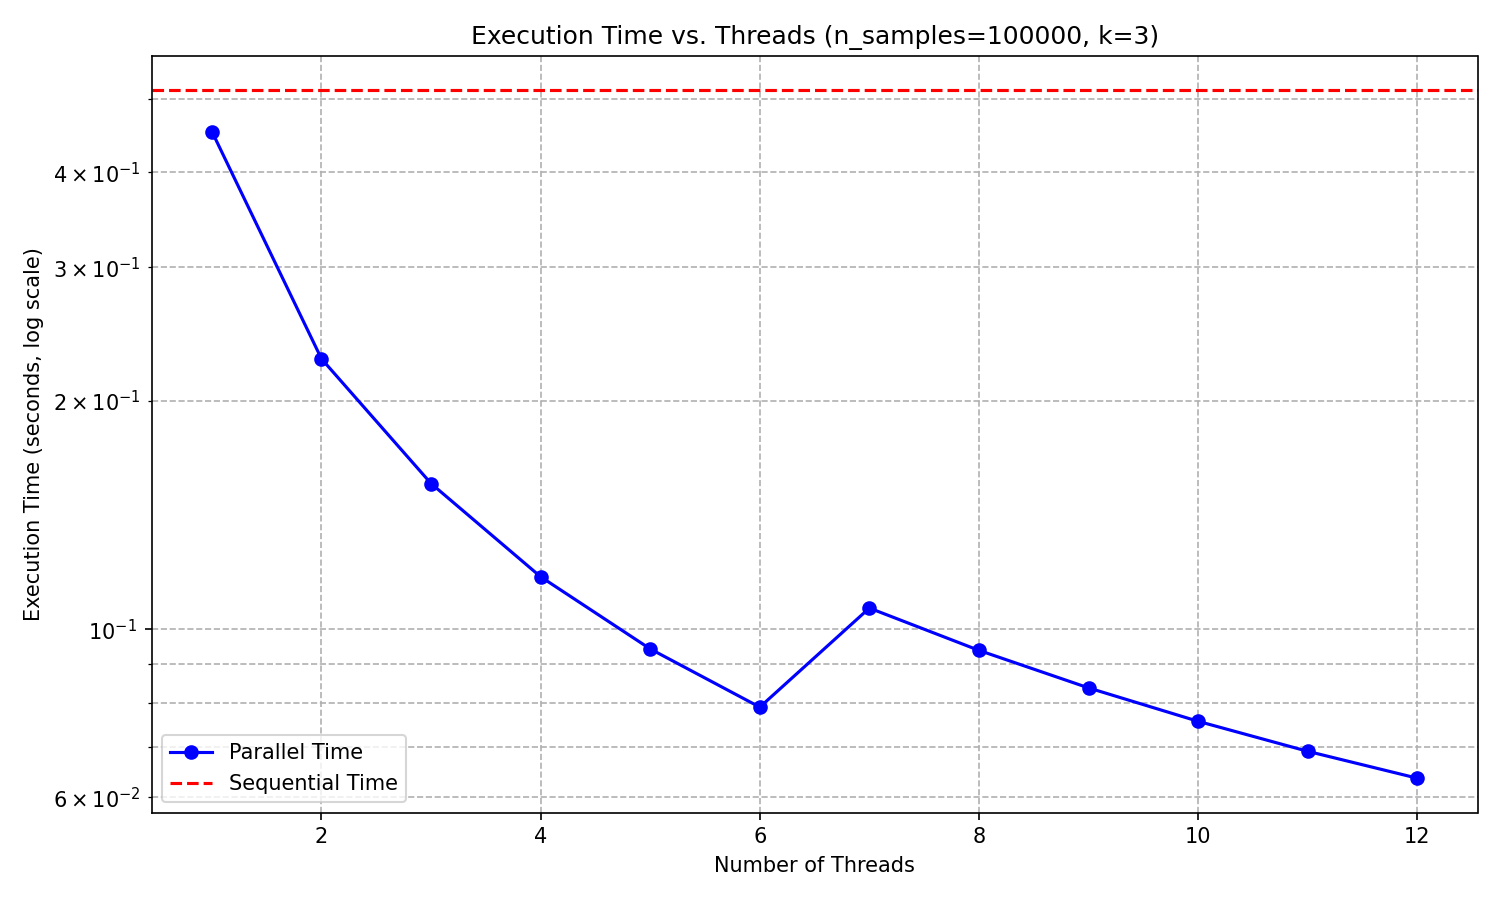 Execution Time vs. Threads (n_samples=100000, k=3)
Execution Time (seconds, log scale)
4 × 10⁻¹
3 × 10⁻¹
2 × 10⁻¹
10⁻¹
6 × 10⁻²
Parallel Time
Sequential Time
2 4 6 8 10 12
Number of Threads